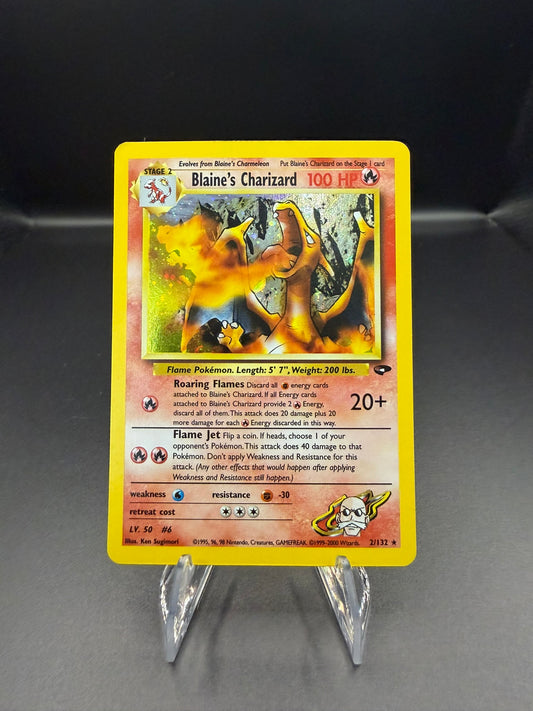 Evolves from Blaine's Charmeleon Put Blaine's Charizard on the Stage 1 card
STAGE 2
Blaine's Charizard 100 HP
Flame Pokémon. Length: 5' 7", Weight: 200 lbs.
Roaring Flames Discard all energy cards
attached to Blaine's Charizard. If all Energy cards
attached to Blaine's Charizard provide 2 Energy,
discard all of them. This attack does 20 damage plus 20
more damage for each Energy discarded in this way.
20+
Flame Jet Flip a coin. If heads, choose 1 of your
opponent's Pokémon. This attack does 40 damage to that
Pokémon. Don't apply Weakness and Resistance for this
attack. (Any other effects that would happen after applying
Weakness and Resistance still happen.)
weakness resistance -30
retreat cost
LV. 50 #6
Illus. Ken Sugimori ©1995, 96, 98 Nintendo, Creatures, GAMEFREAK. ©1999-2000 Wizards. 2/132 ★